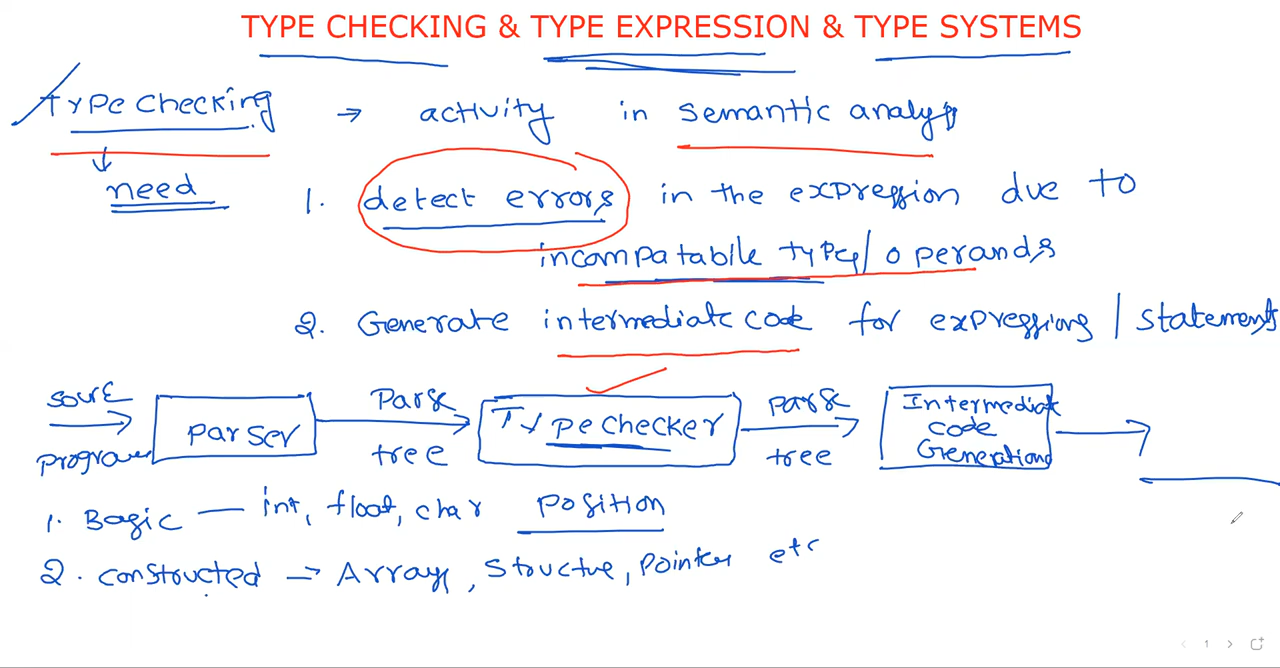 TYPE CHECKING & TYPE EXPRESSION & TYPE SYSTEMS
Type checking → activity in semantic analysis
need
1. detect errors in the expression due to
incompatabile types/operands
2. Generate intermediate code for expressions / statements
source program
parser
Parse tree
Type checker
parse tree
Intermediate code Generation
position
1. Basic — int, float, char
2. constructed → Arrays, structure, pointer etc
1